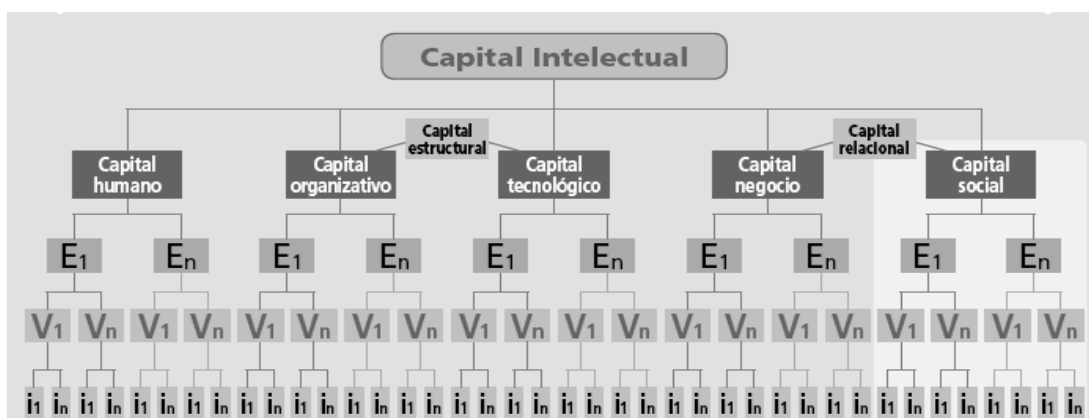 Capital Intelectual
Capital
estructural
Capital
relacional
Capital
humano
Capital
organizativo
Capital
tecnológico
Capital
negocio
Capital
social
E1 En E1 En E1 En E1 En E1 En
V1 Vn V1 Vn V1 Vn V1 Vn V1 Vn V1 Vn V1 Vn V1 Vn V1 Vn V1 Vn
i1 in i1 in i1 in i1 in i1 in i1 in i1 in i1 in i1 in i1 in i1 in i1 in i1 in i1 in i1 in i1 in i1 in i1 in i1 in i1 in